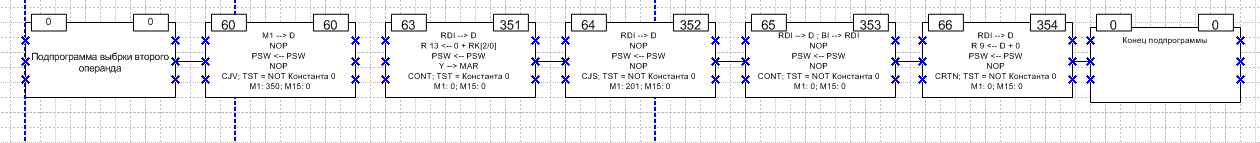 0 0
Подпрограмма выбрки второго
операнда
60 60
M1 --> D
NOP
PSW <-- PSW
NOP
CJV; TST = NOT Константа 0
M1: 350; M15: 0
63 351
RDI --> D
R 13 <-- 0 + RK[2/0]
PSW <-- PSW
Y --> MAR
CONT; TST = Константа 0
M1: 0; M15: 0
64 352
RDI --> D
NOP
PSW <-- PSW
NOP
CJS; TST = NOT Константа 0
M1: 201; M15: 0
65 353
RDI --> D ; BI --> RDI
NOP
PSW <-- PSW
NOP
CONT; TST = NOT Константа 0
M1: 0; M15: 0
66 354
RDI --> D
R 9 <-- D + 0
PSW <-- PSW
NOP
CRTN; TST = NOT Константа 0
M1: 0; M15: 0
0 0
Конец подпрограммы